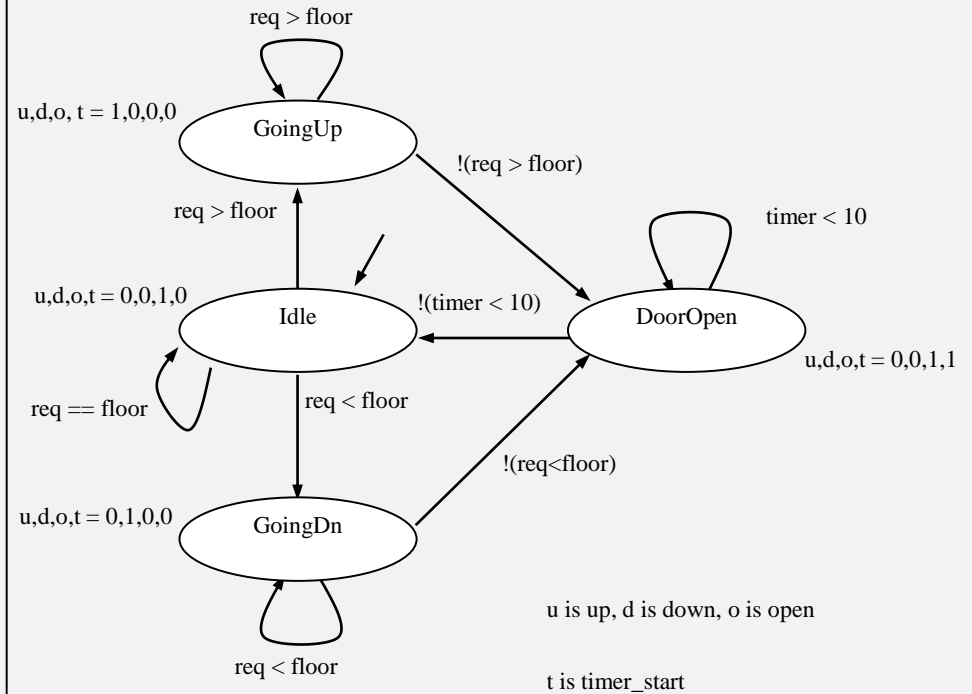 req > floor
u,d,o, t = 1,0,0,0
GoingUp
!(req > floor)
req > floor
timer < 10
u,d,o,t = 0,0,1,0
Idle
!(timer < 10)
DoorOpen
u,d,o,t = 0,0,1,1
req == floor
req < floor
!(req<floor)
u,d,o,t = 0,1,0,0
GoingDn
req < floor
u is up, d is down, o is open
t is timer_start